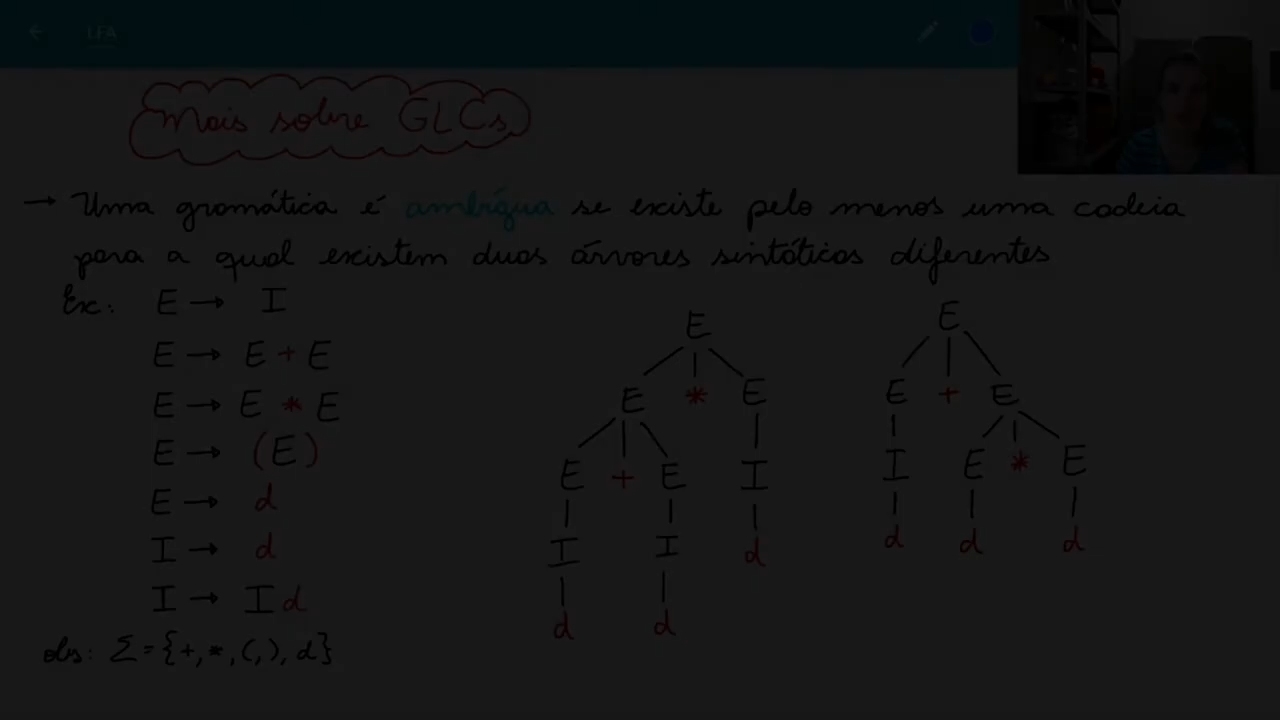 LFA
Mais sobre GLCs
→ Uma gramática é ambígua se existe pelo menos uma cadeia
para a qual existem duas árvores sintáticas diferentes
Ex: E → I
E → E + E
E → E * E
E → (E)
E → d
I → d
I → I d
obs: Σ = {+, *, (, ), d}
E
E * E
E + E I
I I d
d d
E
E + E
I E * E
d d d